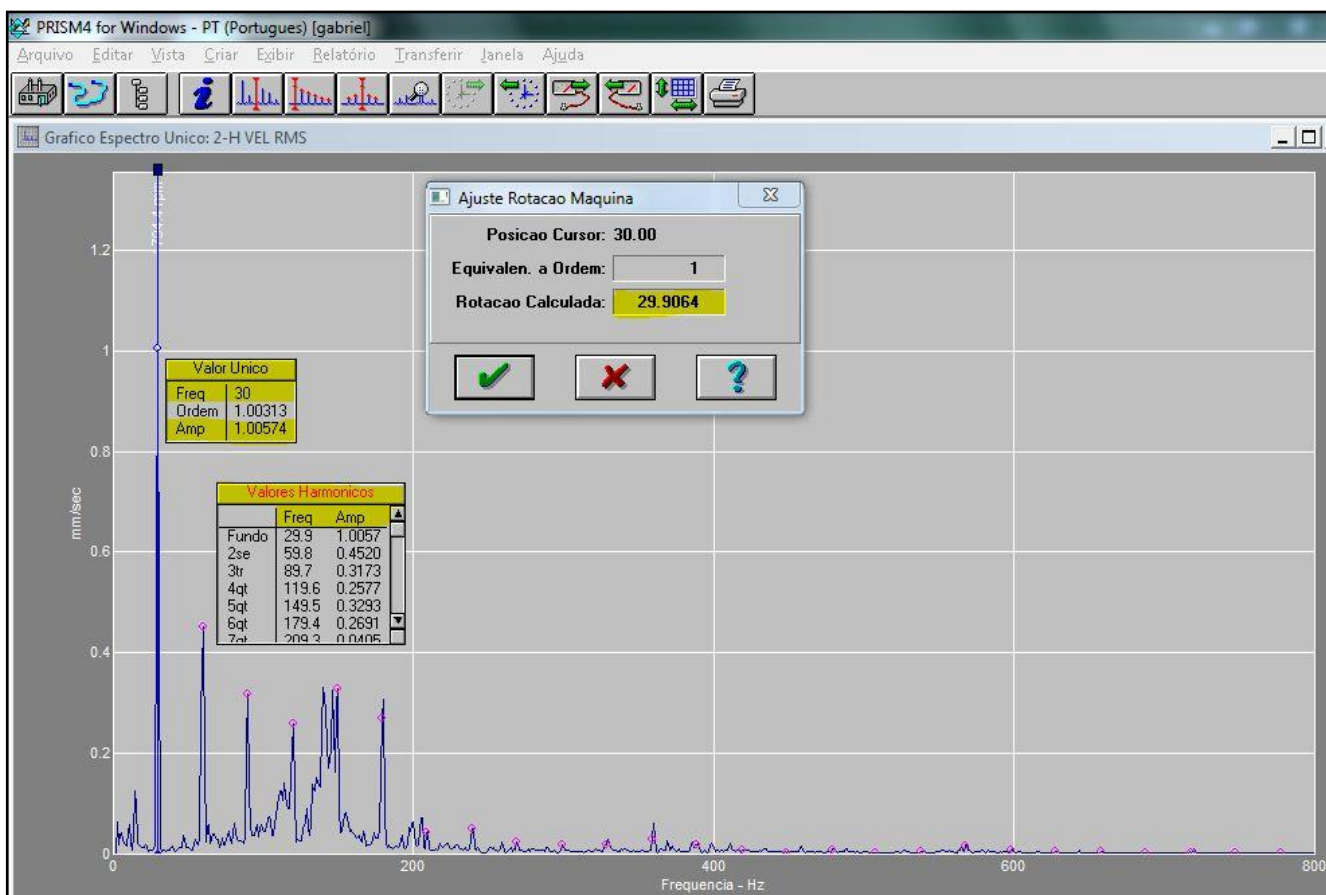 PRISM4 for Windows - PT (Portugues) [gabriel]
Arquivo Editar Vista Criar Exibir Relatório Transferir Janela Ajuda
Grafico Espectro Unico: 2-H VEL RMS
Ajuste Rotacao Maquina
Posicao Cursor: 30.00
Equivalen. a Ordem: 1
Rotacao Calculada: 29.9064
Valor Unico
Freq 30
Ordem 1.00313
Amp 1.00574
Valores Harmonicos
Freq Amp
Fundo 29.9 1.0057
2se 59.8 0.4520
3tr 89.7 0.3173
4qt 119.6 0.2577
5qt 149.5 0.3293
6qt 179.4 0.2691
7qt 209.3 0.0405
mm/sec
1.2
1
0.8
0.6
0.4
0.2
0
0 200 400 600 800
Frequencia - Hz